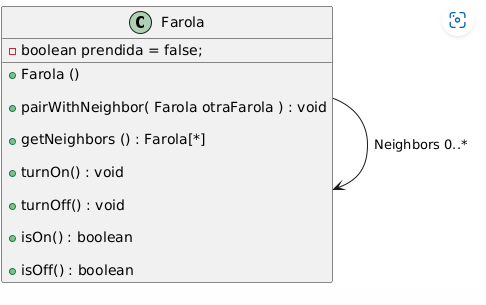 C Farola
boolean prendida = false;
Farola ()
pairWithNeighbor( Farola otraFarola ) : void
getNeighbors () : Farola[*]
turnOn() : void
turnOff() : void
isOn() : boolean
isOff() : boolean
Neighbors 0..*